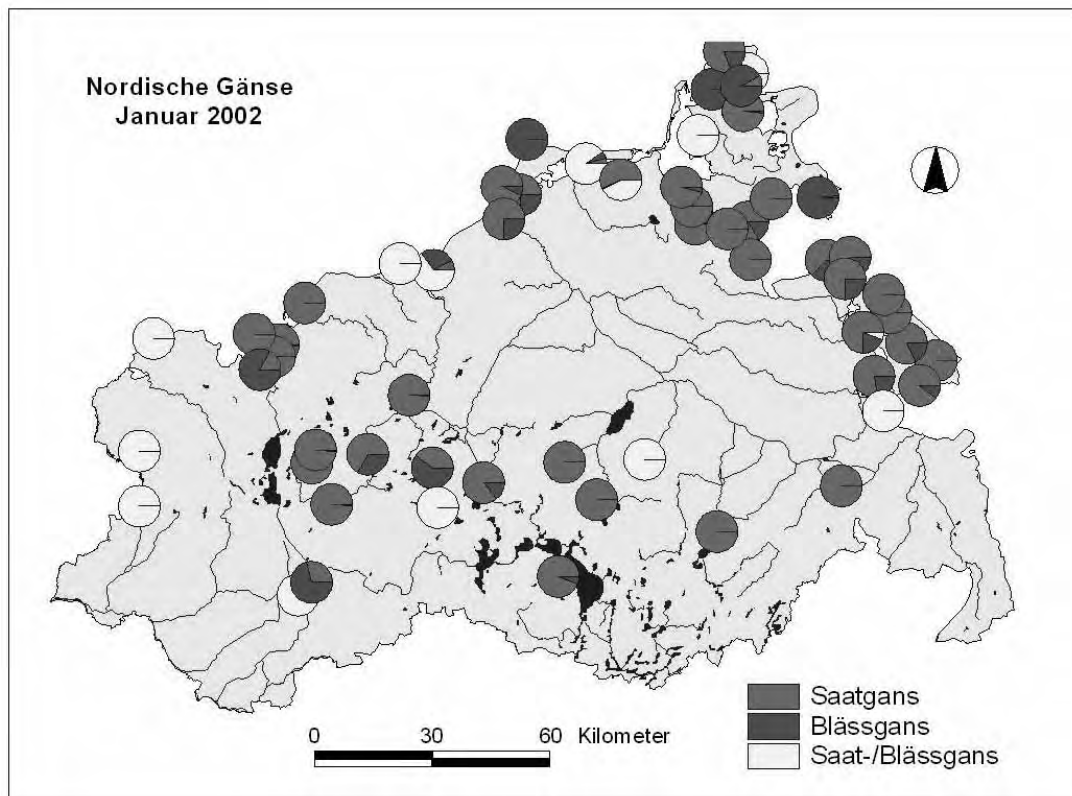 Nordische Gänse
Januar 2002
Saatgans
Blässgans
Saat-/Blässgans
0 30 60 Kilometer